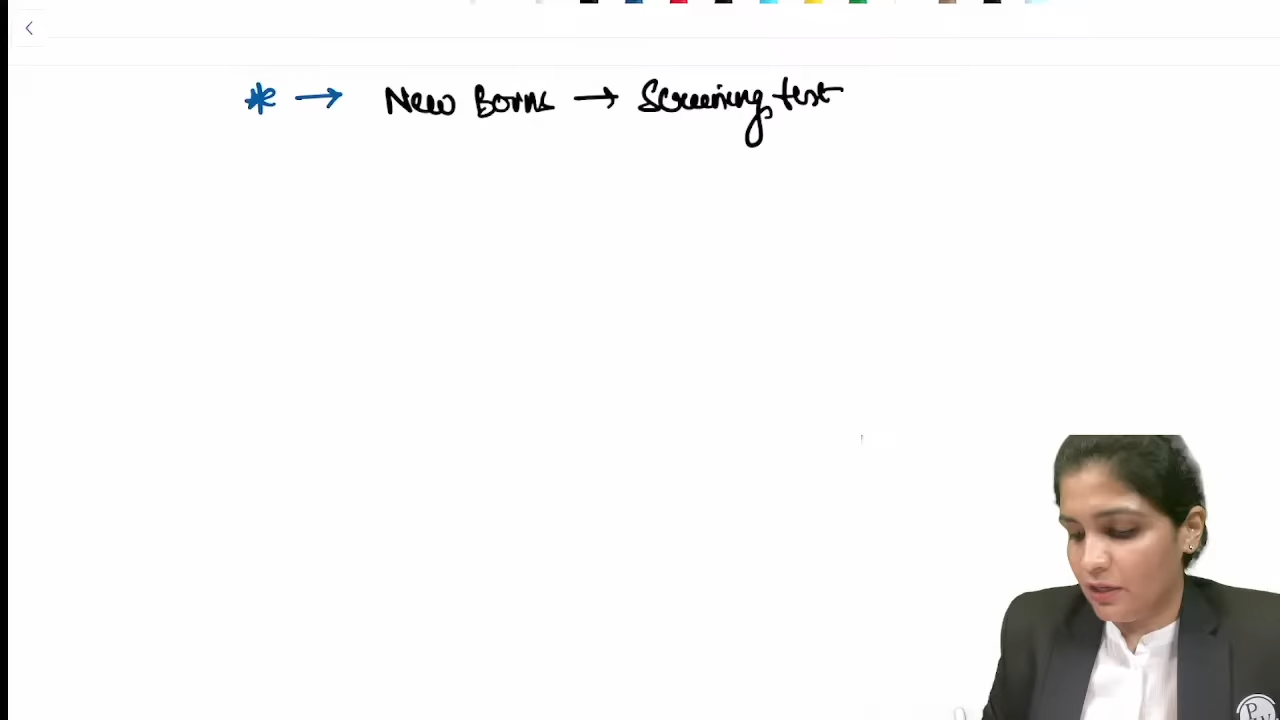 * → New Borns → Screening test